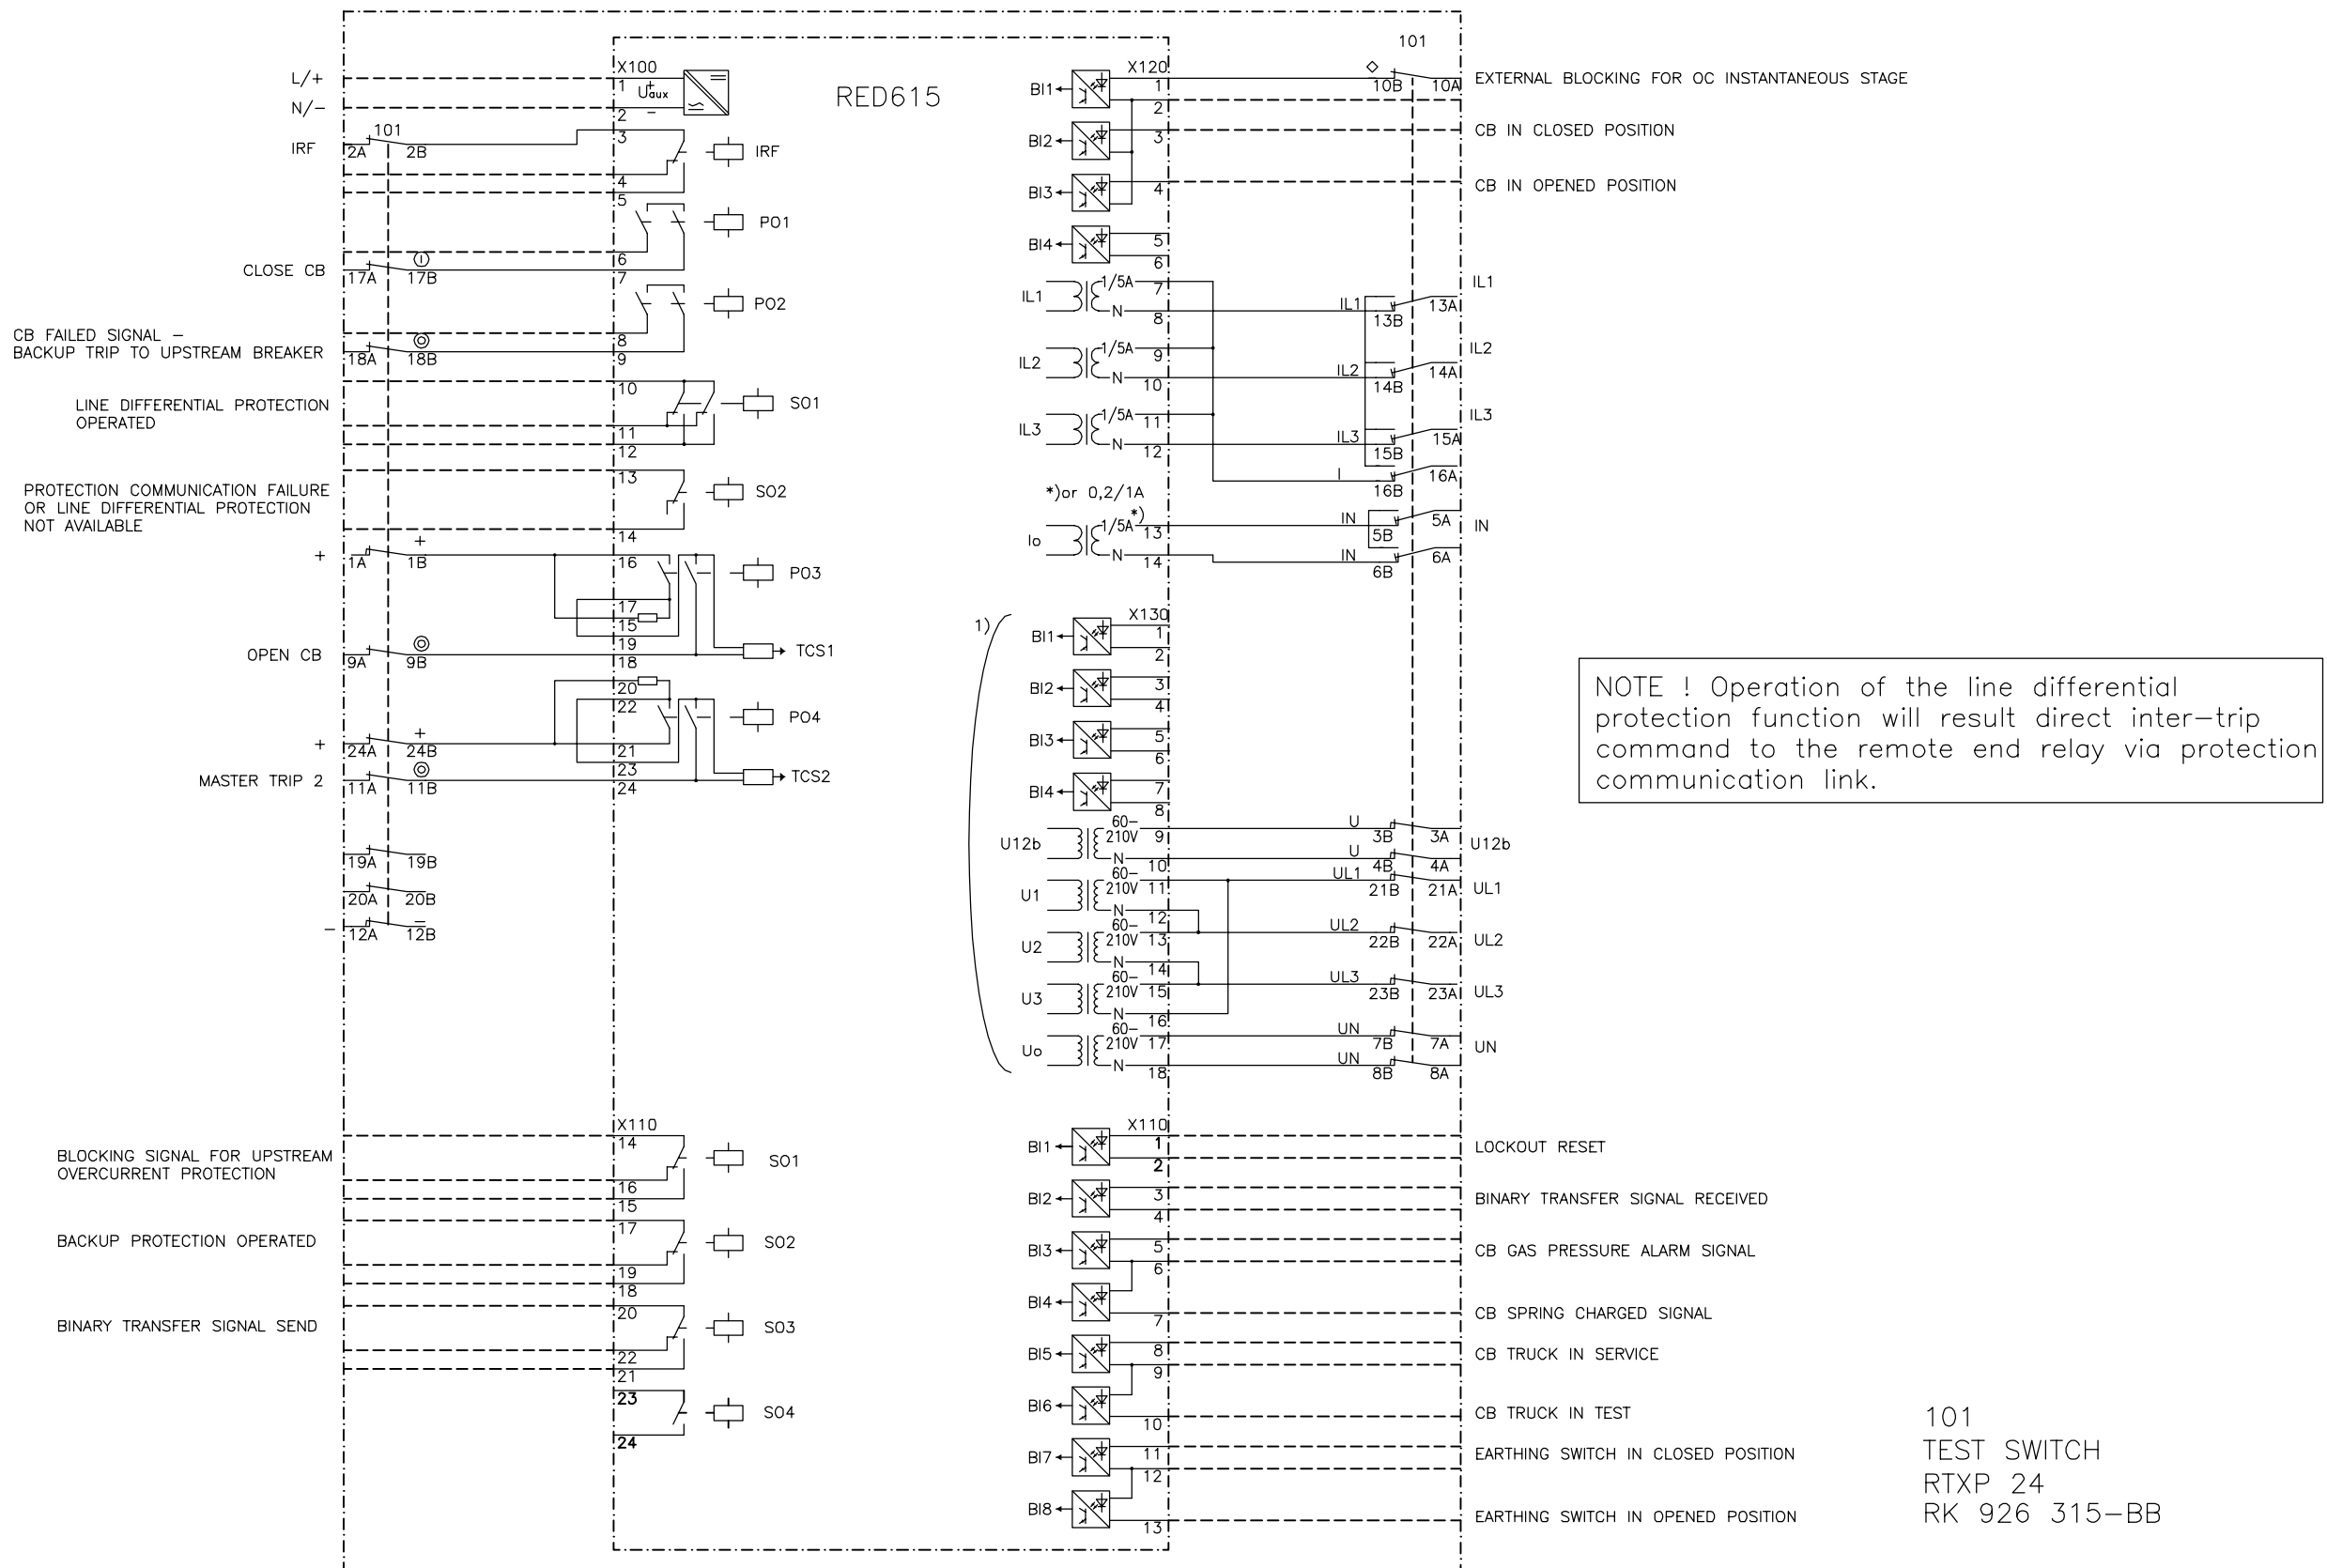 101
L/+
N/-
101
IRF
2A 2B
CLOSE CB
17A 17B
CB FAILED SIGNAL -
BACKUP TRIP TO UPSTREAM BREAKER
18A 18B
LINE DIFFERENTIAL PROTECTION
OPERATED
PROTECTION COMMUNICATION FAILURE
OR LINE DIFFERENTIAL PROTECTION
NOT AVAILABLE
+
+ 1A 1B
OPEN CB
9A 9B
+
+ 24A 24B
MASTER TRIP 2
11A 11B
19A 19B
20A 20B
-
- 12A 12B
BLOCKING SIGNAL FOR UPSTREAM
OVERCURRENT PROTECTION
BACKUP PROTECTION OPERATED
BINARY TRANSFER SIGNAL SEND
RED615
X100
1
+
Uaux
2
-
3
IRF
4
5
PO1
6
7
PO2
8
9
10
SO1
11
12
13
SO2
14
16
PO3
17
15
19
TCS1
18
20
22
PO4
21
23
TCS2
24
X110
14
SO1
16
15
17
SO2
19
18
20
SO3
22
21
23
SO4
24
X120
BI1
1
2
BI2
3
BI3
4
BI4
5
6
IL1
1/5A 7
N 8
IL2
1/5A 9
N 10
IL3
1/5A 11
N 12
*)or 0,2/1A
*)
Io
1/5A 13
N 14
1)
X130
BI1
1
2
BI2
3
4
BI3
5
6
BI4
7
8
U12b
60-
210V 9
N 10
U1
60-
210V 11
N 12
U2
60-
210V 13
N 14
U3
60-
210V 15
N 16
Uo
60-
210V 17
N 18
X110
BI1
1
2
BI2
3
4
BI3
5
6
BI4
7
BI5
8
9
BI6
10
BI7
11
12
BI8
13
10B 10A
EXTERNAL BLOCKING FOR OC INSTANTANEOUS STAGE
CB IN CLOSED POSITION
CB IN OPENED POSITION
IL1
IL1 13B 13A
IL2
IL2 14B 14A
IL3
IL3 15B 15A
I 16B 16A
IN 5B 5A
IN
IN 6B 6A
U 3B 3A
U12b
U 4B 4A
UL1 21B 21A UL1
UL2 22B 22A UL2
UL3 23B 23A UL3
UN 7B 7A
UN
UN 8B 8A
LOCKOUT RESET
BINARY TRANSFER SIGNAL RECEIVED
CB GAS PRESSURE ALARM SIGNAL
CB SPRING CHARGED SIGNAL
CB TRUCK IN SERVICE
CB TRUCK IN TEST
EARTHING SWITCH IN CLOSED POSITION
EARTHING SWITCH IN OPENED POSITION
NOTE ! Operation of the line differential
protection function will result direct inter-trip
command to the remote end relay via protection
communication link.
101
TEST SWITCH
RTXP 24
RK 926 315-BB